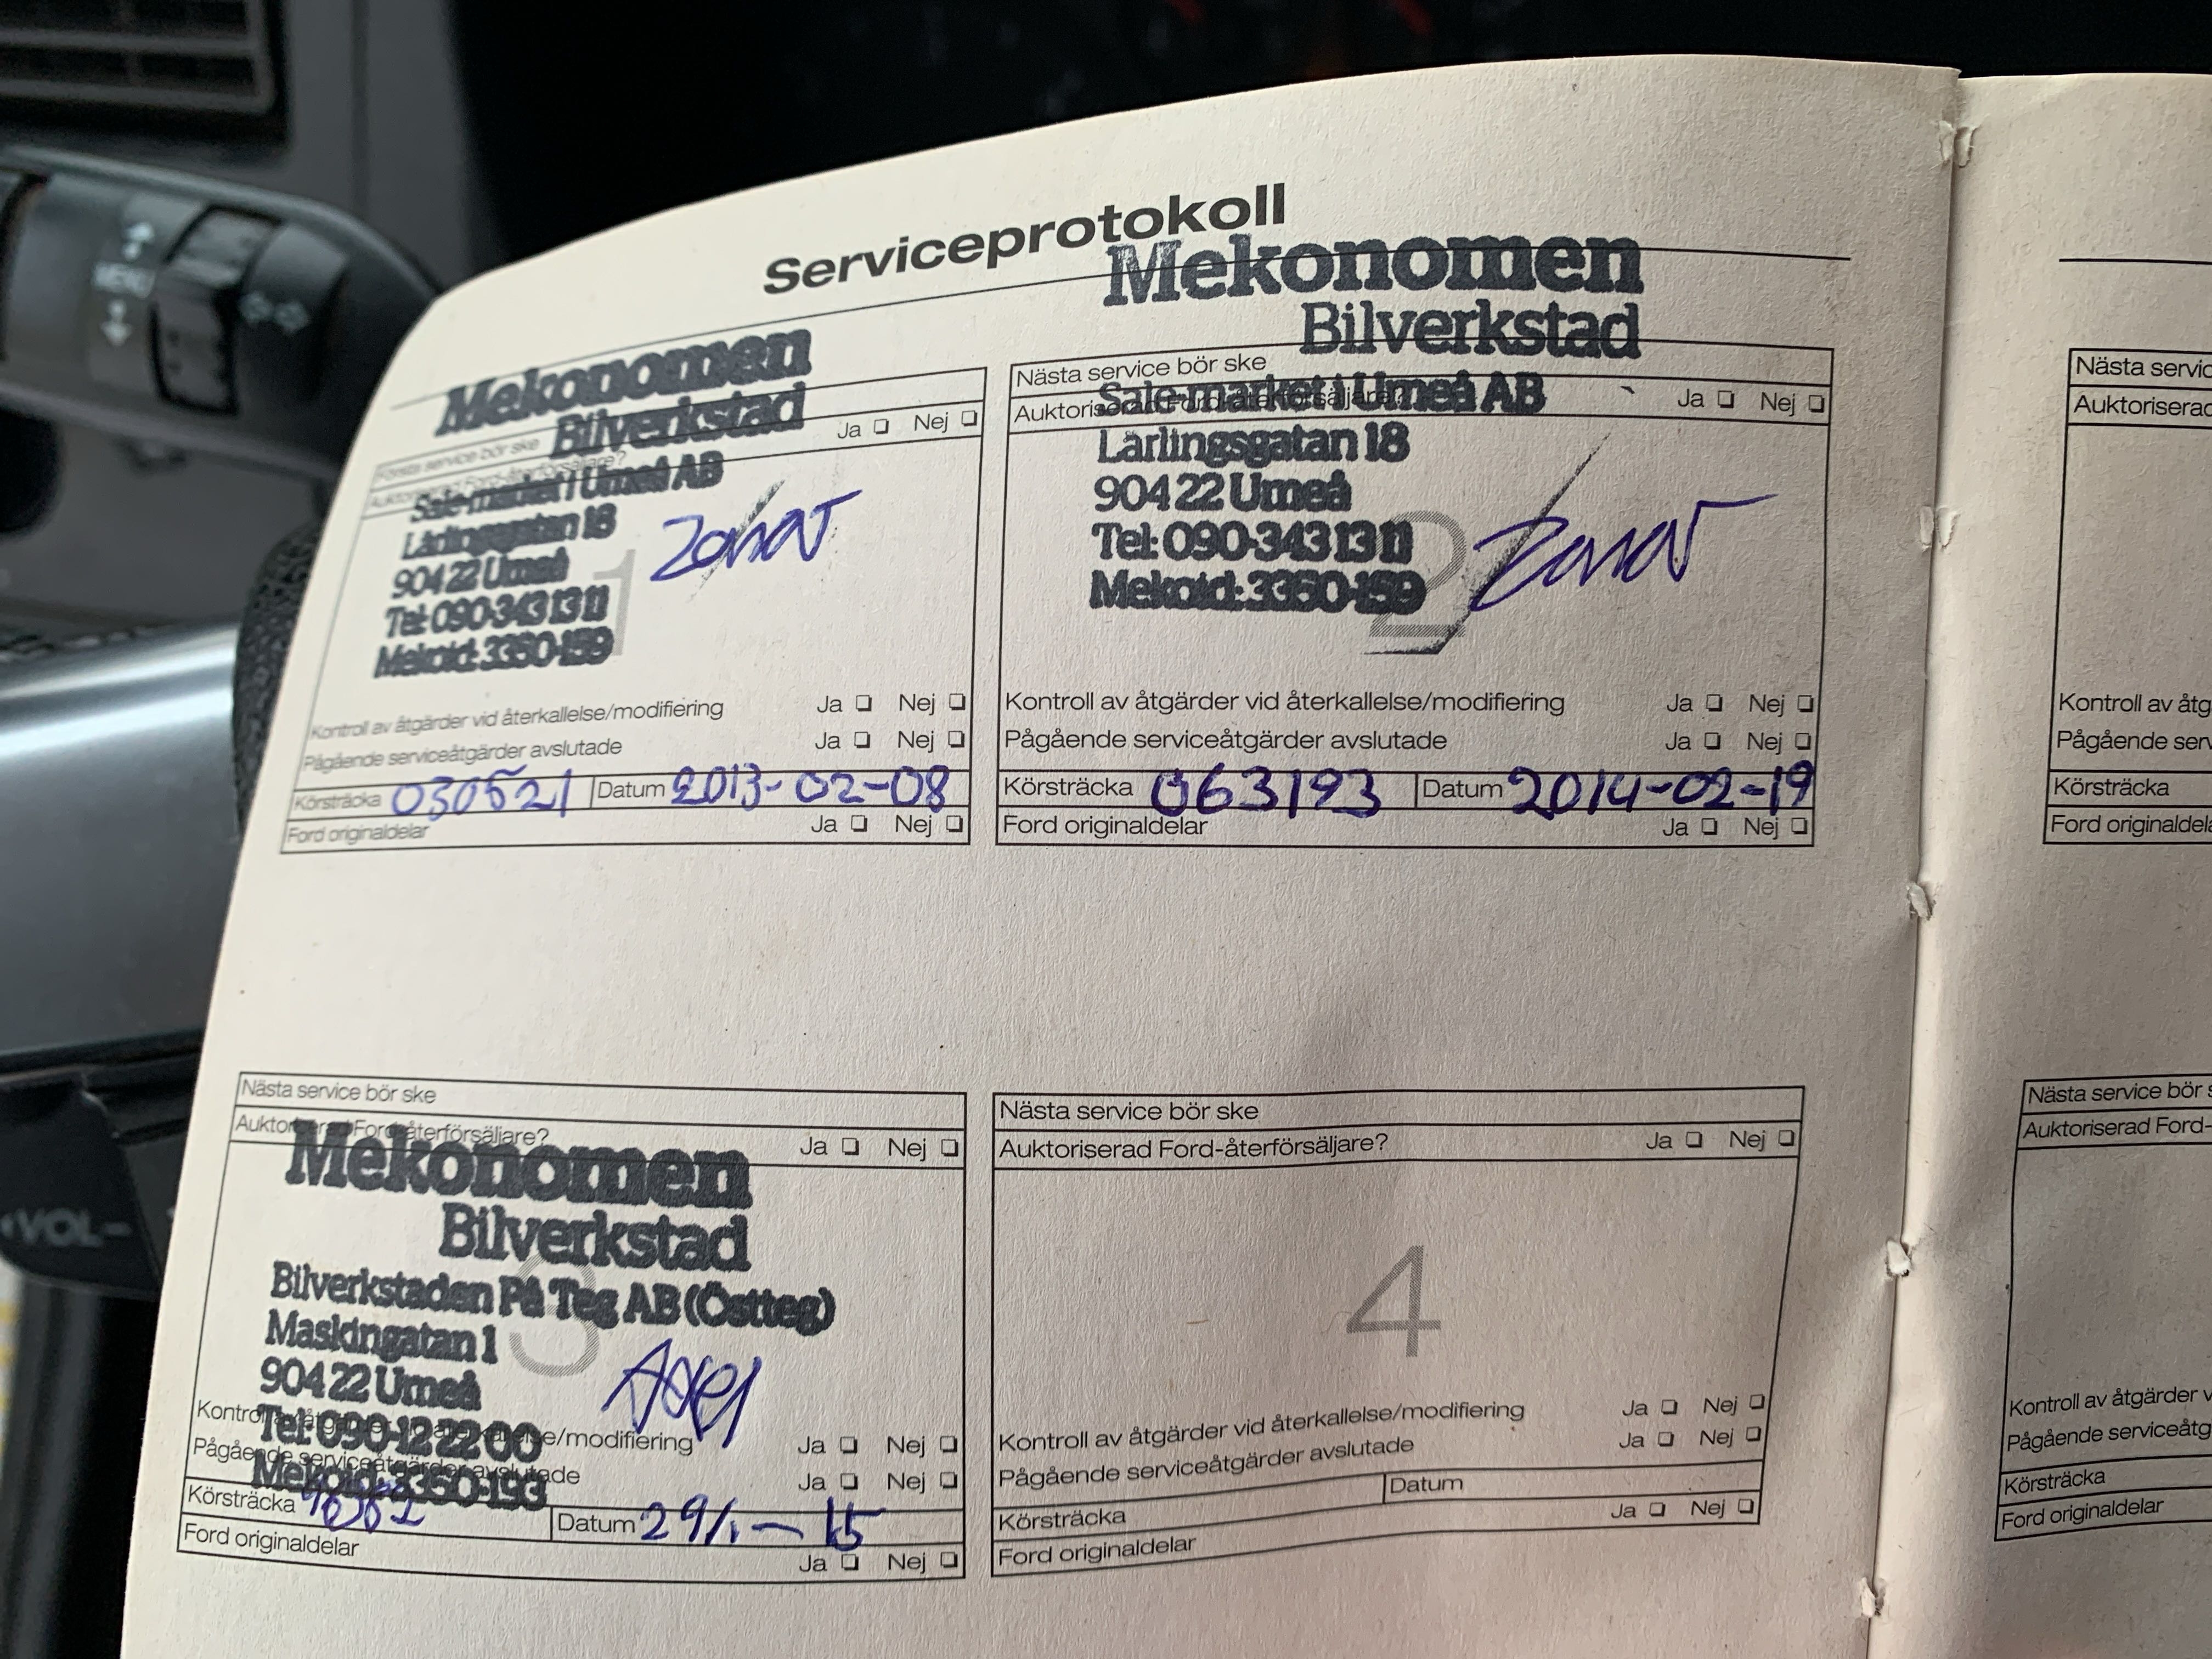 Serviceprotokoll
Mekonomen
Bilverkstad
Första service bör ske
Auktoriserad Ford-återförsäljare? Ja Nej
Sale-market i Umeå AB
Lärlingsgatan 18
904 22 Umeå
Tel: 090-343 13 11
Mekoid: 3350-159
1
Kontroll av åtgärder vid återkallelse/modifiering Ja Nej
Pågående serviceåtgärder avslutade Ja Nej
Körsträcka 030521 Datum 2013-02-08
Ford originaldelar Ja Nej
Mekonomen
Bilverkstad
Nästa service bör ske
Auktoriserad Ford-återförsäljare? Ja Nej
Sale-market i Umeå AB
Lärlingsgatan 18
904 22 Umeå
Tel: 090-343 13 11
Mekoid: 3350-159
2
Kontroll av åtgärder vid återkallelse/modifiering Ja Nej
Pågående serviceåtgärder avslutade Ja Nej
Körsträcka 063193 Datum 2014-02-19
Ford originaldelar Ja Nej
Nästa service bör ske
Auktoriserad Ford-återförsäljare? Ja Nej
Mekonomen
Bilverkstad
Bilverkstaden På Teg AB (Östteg)
Maskingatan 1
904 22 Umeå
Tel: 090-12 22 00
Mekoid: 3350-193
3
Kontroll av åtgärder vid återkallelse/modifiering Ja Nej
Pågående serviceåtgärder avslutade Ja Nej
Körsträcka Datum 29/1-15
Ford originaldelar Ja Nej
Nästa service bör ske
Auktoriserad Ford-återförsäljare? Ja Nej
4
Kontroll av åtgärder vid återkallelse/modifiering Ja Nej
Pågående serviceåtgärder avslutade Ja Nej
Körsträcka Datum
Ford originaldelar Ja Nej
Nästa
Auktoriserad
Kontroll av
Pågående
Körsträcka
Ford
Nästa service bör
Auktoriserad Ford-
Kontroll av åtgärder
Pågående
Körsträcka
Ford originaldelar
MENU
VOL-